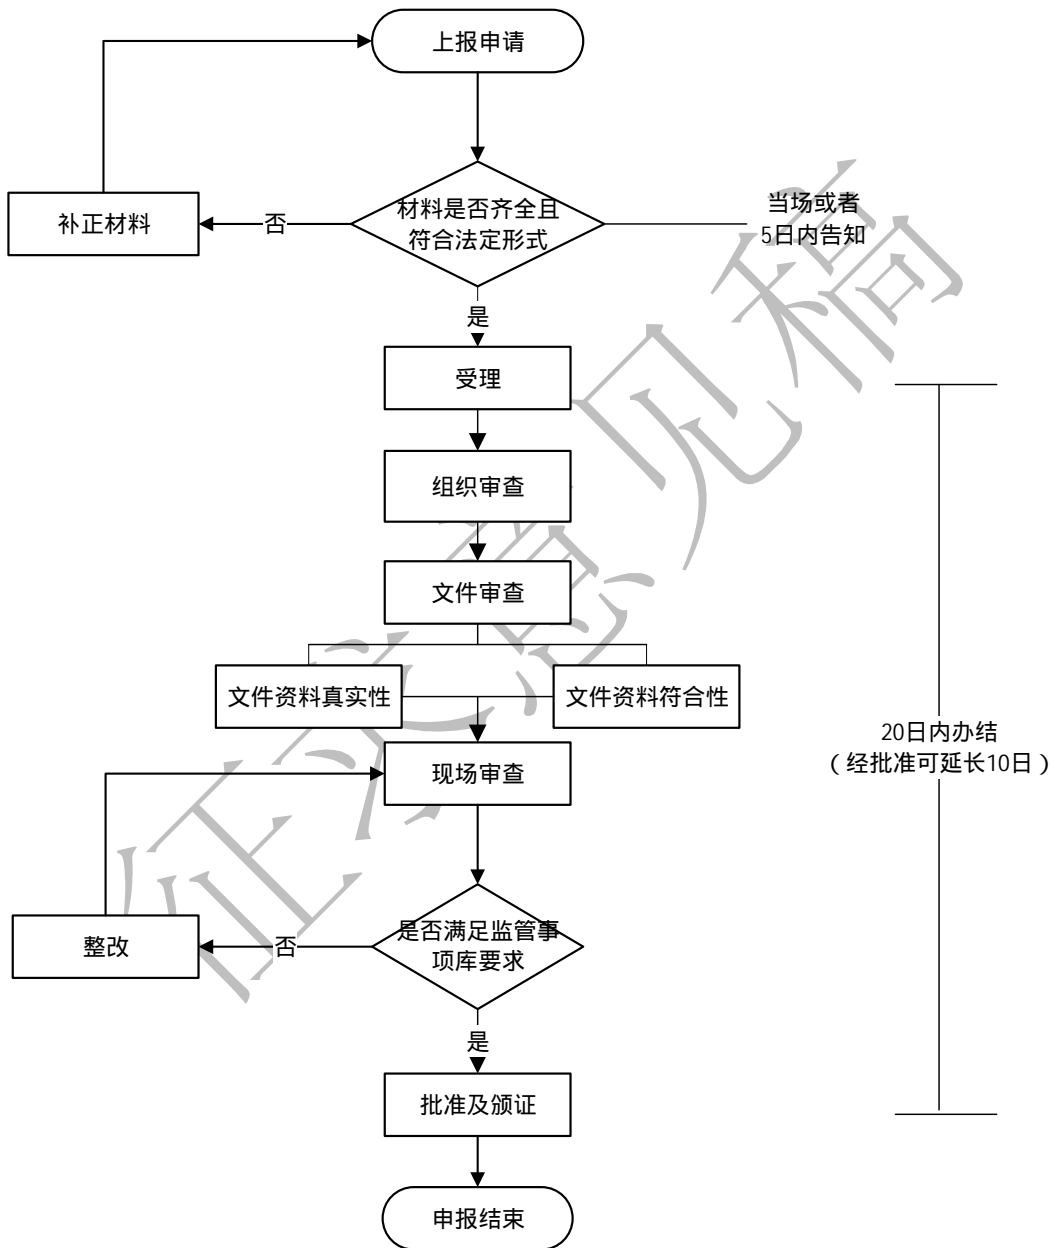 上报申请
材料是否齐全且
符合法定形式
当场或者
5日内告知
否
补正材料
是
受理
组织审查
文件审查
文件资料真实性
文件资料符合性
现场审查
20日内办结
（经批准可延长10日）
是否满足监管事
项库要求
否
整改
是
批准及颁证
申报结束
征求意见稿